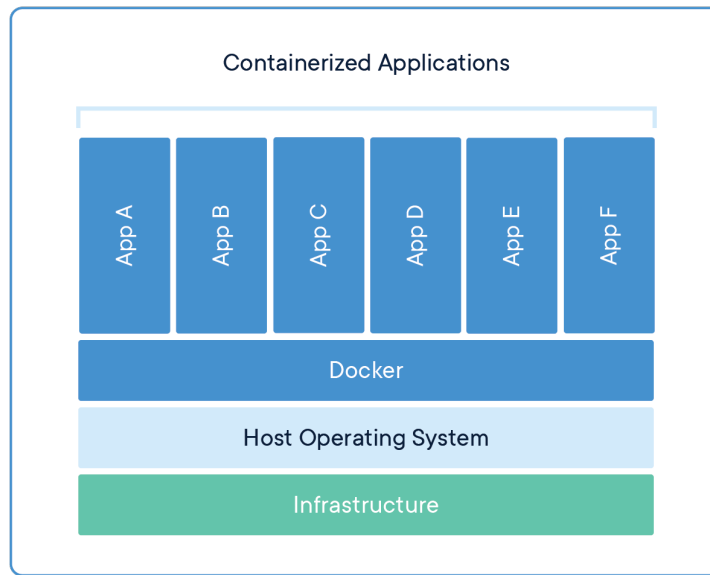 Containerized Applications
App A
App B
App C
App D
App E
App F
Docker
Host Operating System
Infrastructure